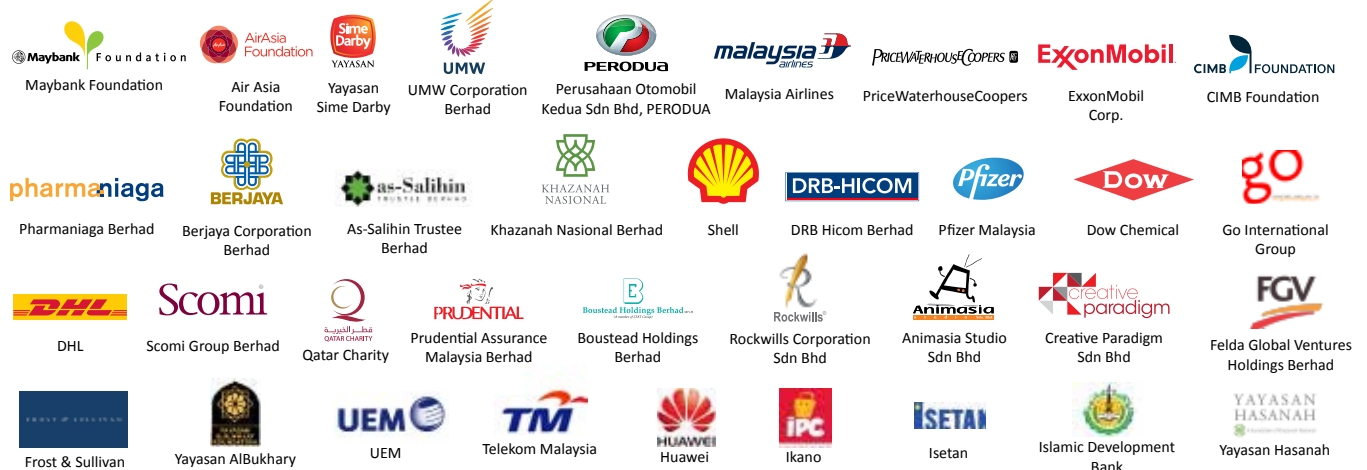 Maybank Foundation
AirAsia
Foundation
Sime
Darby
YAYASAN
UMW
PERODUA
malaysia
airlines
PRICEWATERHOUSECOOPERS
ExxonMobil
CIMB FOUNDATION
Maybank Foundation
Air Asia
Foundation
Yayasan
Sime Darby
UMW Corporation
Berhad
Perusahaan Otomobil
Kedua Sdn Bhd, PERODUA
Malaysia Airlines
PriceWaterhouseCoopers
ExxonMobil
Corp.
CIMB Foundation
pharmaniaga
BERJAYA
as-Salihin
TRUSTEE BERHAD
KHAZANAH
NASIONAL
DRB-HICOM
Pfizer
Dow
go
Pharmaniaga Berhad
Berjaya Corporation
Berhad
As-Salihin Trustee
Berhad
Khazanah Nasional Berhad
Shell
DRB Hicom Berhad
Pfizer Malaysia
Dow Chemical
Go International
Group
DHL
Scomi
قطر الخيرية
QATAR CHARITY
PRUDENTIAL
Boustead Holdings Berhad
Rockwills
Animasia
creative
paradigm
FGV
DHL
Scomi Group Berhad
Qatar Charity
Prudential Assurance
Malaysia Berhad
Boustead Holdings
Berhad
Rockwills Corporation
Sdn Bhd
Animasia Studio
Sdn Bhd
Creative Paradigm
Sdn Bhd
Felda Global Ventures
Holdings Berhad
FROST & SULLIVAN
UEM
TM
HUAWEI
iPC
ISETAN
YAYASAN
HASANAH
Frost & Sullivan
Yayasan AlBukhary
UEM
Telekom Malaysia
Huawei
Ikano
Isetan
Islamic Development
Bank
Yayasan Hasanah